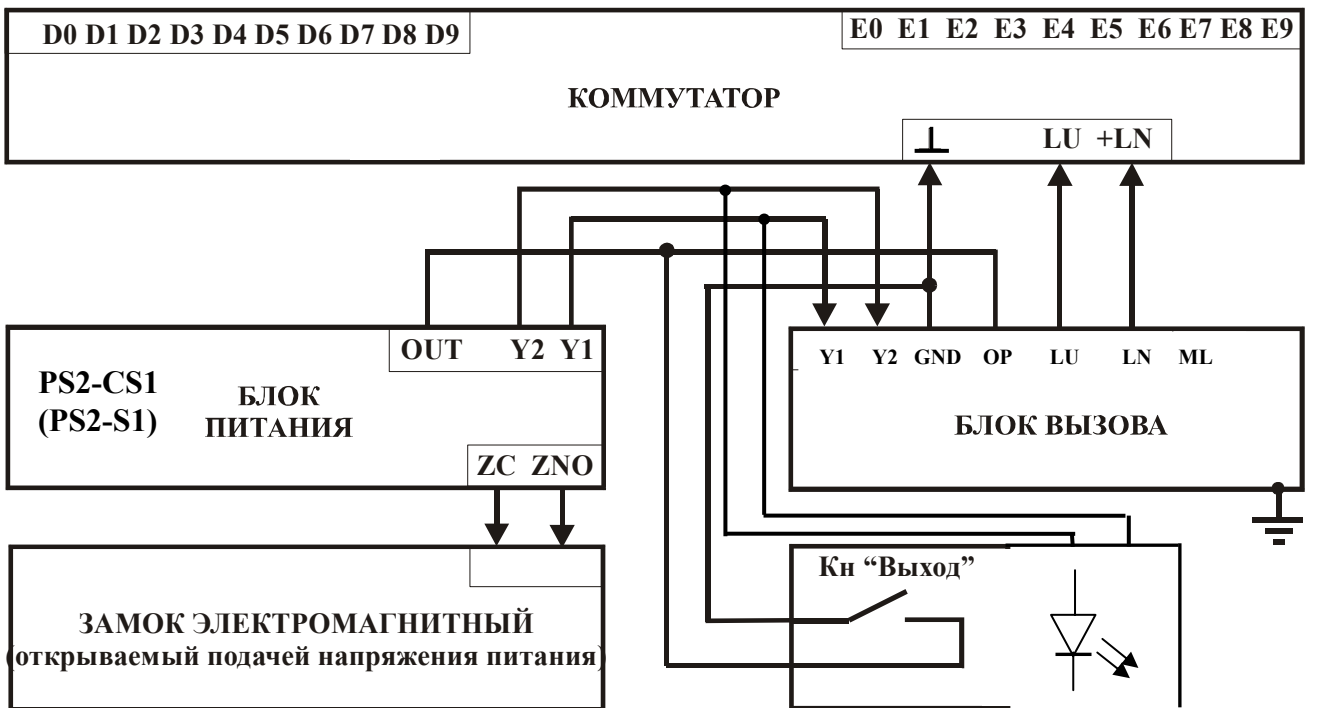 D0 D1 D2 D3 D4 D5 D6 D7 D8 D9
E0 E1 E2 E3 E4 E5 E6 E7 E8 E9
КОММУТАТОР
LU +LN
OUT Y2 Y1
PS2-CS1
(PS2-S1)
БЛОК
ПИТАНИЯ
ZC ZNO
Y1 Y2 GND OP LU LN ML
БЛОК ВЫЗОВА
ЗАМОК ЭЛЕКТРОМАГНИТНЫЙ
(открываемый подачей напряжения питания)
Кн “Выход”